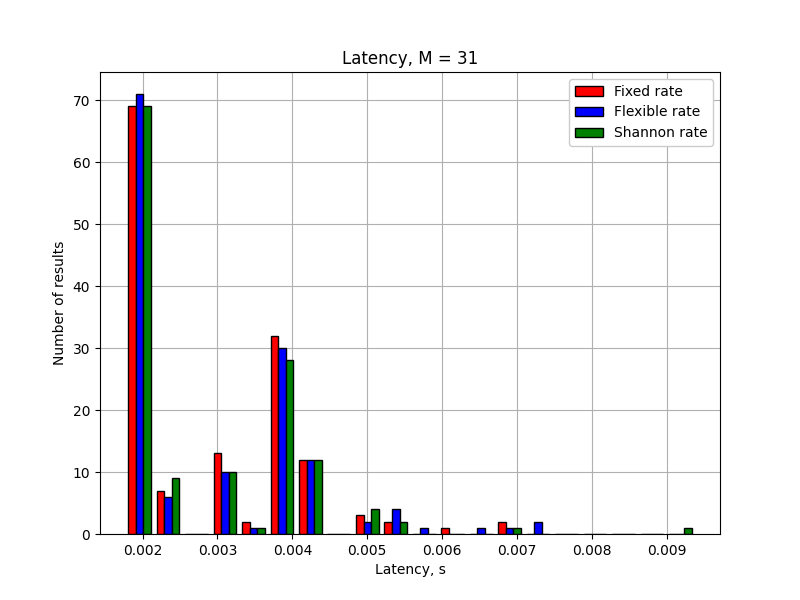 Latency, M = 31
Fixed rate
Flexible rate
Shannon rate
Number of results
70
60
50
40
30
20
10
0
0.002 0.003 0.004 0.005 0.006 0.007 0.008 0.009
Latency, s